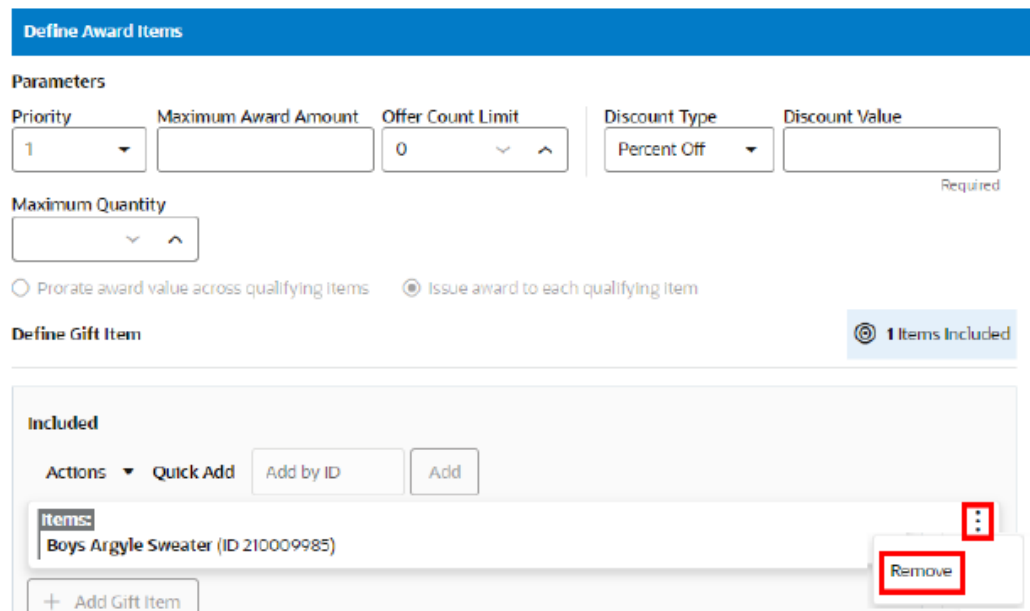 Define Award Items
Parameters
Priority Maximum Award Amount Offer Count Limit Discount Type Discount Value
1 0 Percent Off
Required
Maximum Quantity
Prorate award value across qualifying items Issue award to each qualifying item
Define Gift Item 1 Items Included
Included
Actions Quick Add Add by ID Add
Items:
Boys Argyle Sweater (ID 210009985)
Remove
+ Add Gift Item